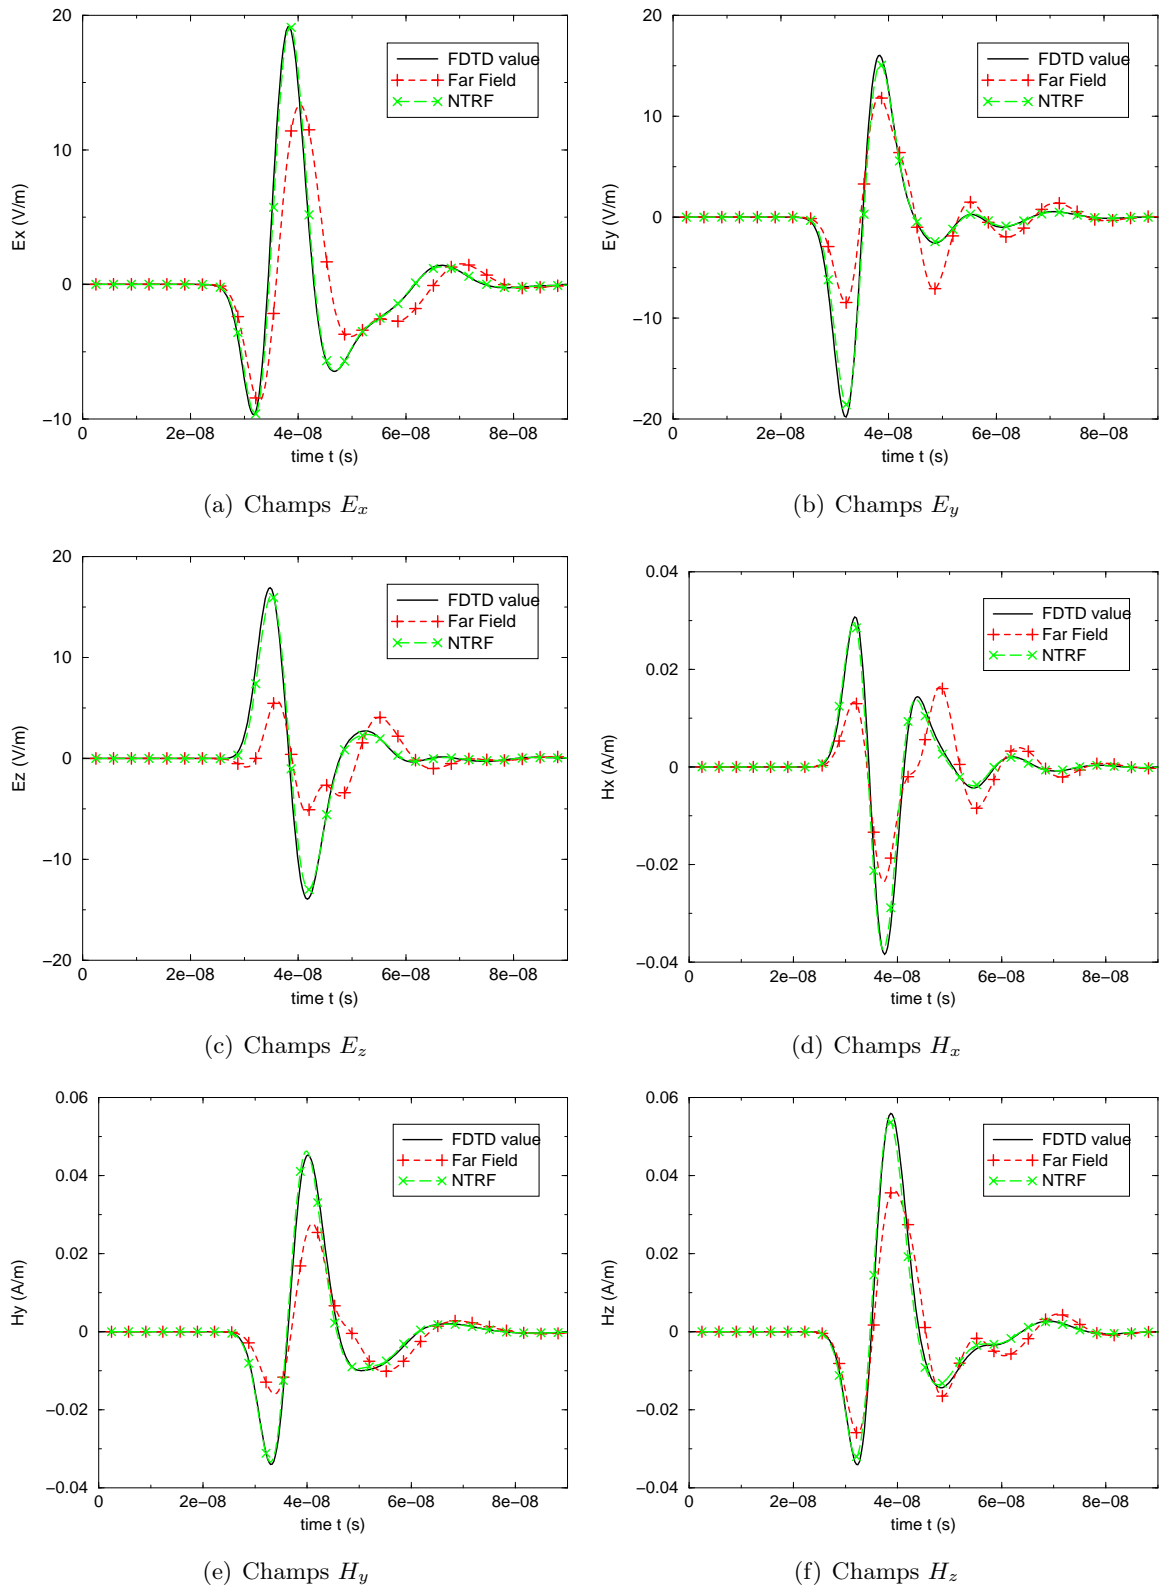 20
10
0
−10
Ex (V/m)
FDTD value
Far Field
NTRF
0 2e−08 4e−08 6e−08 8e−08
time t (s)
(a) Champs Ex
20
10
0
−10
−20
Ey (V/m)
FDTD value
Far Field
NTRF
0 2e−08 4e−08 6e−08 8e−08
time t (s)
(b) Champs Ey
20
10
0
−10
−20
Ez (V/m)
FDTD value
Far Field
NTRF
0 2e−08 4e−08 6e−08 8e−08
time t (s)
(c) Champs Ez
0.04
0.02
0
−0.02
−0.04
Hx (A/m)
FDTD value
Far Field
NTRF
0 2e−08 4e−08 6e−08 8e−08
time t (s)
(d) Champs Hx
0.06
0.04
0.02
0
−0.02
−0.04
Hy (A/m)
FDTD value
Far Field
NTRF
0 2e−08 4e−08 6e−08 8e−08
time t (s)
(e) Champs Hy
0.06
0.04
0.02
0
−0.02
−0.04
Hz (A/m)
FDTD value
Far Field
NTRF
0 2e−08 4e−08 6e−08 8e−08
time t (s)
(f) Champs Hz